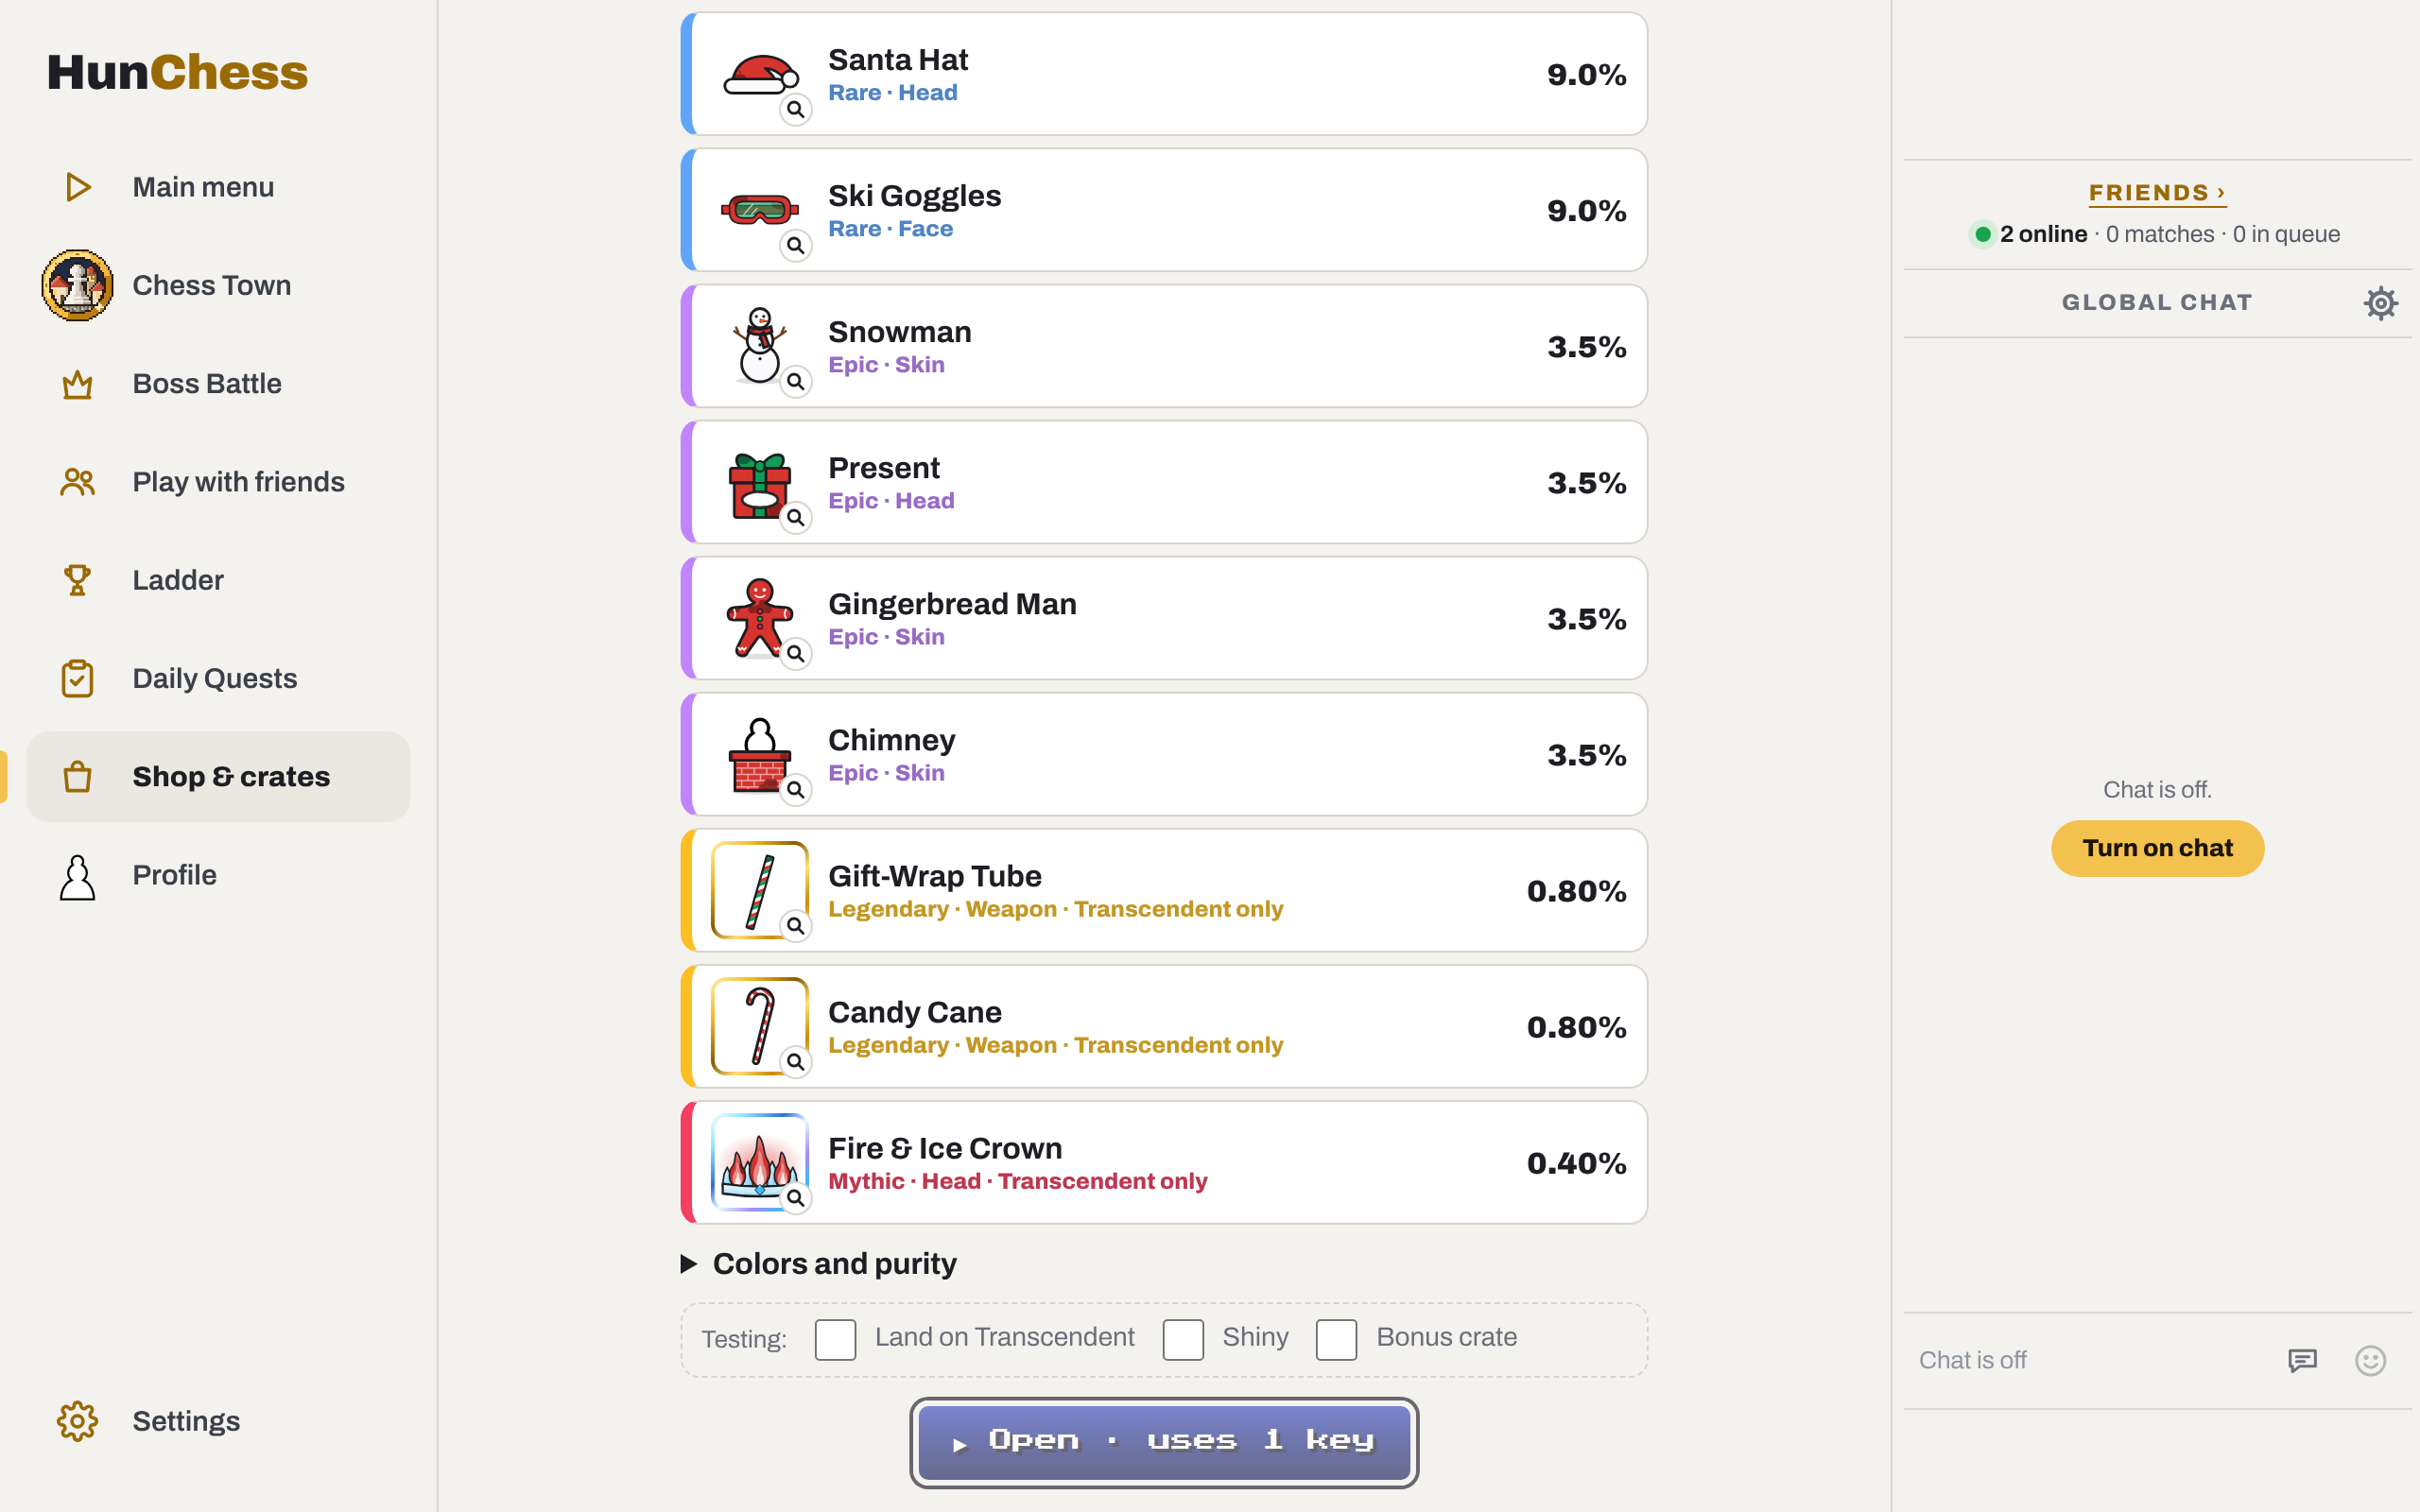 HunChess
Main menu
Chess Town
Boss Battle
Play with friends
Ladder
Daily Quests
Shop & crates
Profile
Settings
Santa Hat
Rare · Head
9.0%
Ski Goggles
Rare · Face
9.0%
Snowman
Epic · Skin
3.5%
Present
Epic · Head
3.5%
Gingerbread Man
Epic · Skin
3.5%
Chimney
Epic · Skin
3.5%
Gift-Wrap Tube
Legendary · Weapon · Transcendent only
0.80%
Candy Cane
Legendary · Weapon · Transcendent only
0.80%
Fire & Ice Crown
Mythic · Head · Transcendent only
0.40%
Colors and purity
Testing: Land on Transcendent Shiny Bonus crate
Open · uses 1 key
FRIENDS ›
2 online · 0 matches · 0 in queue
GLOBAL CHAT
Chat is off.
Turn on chat
Chat is off